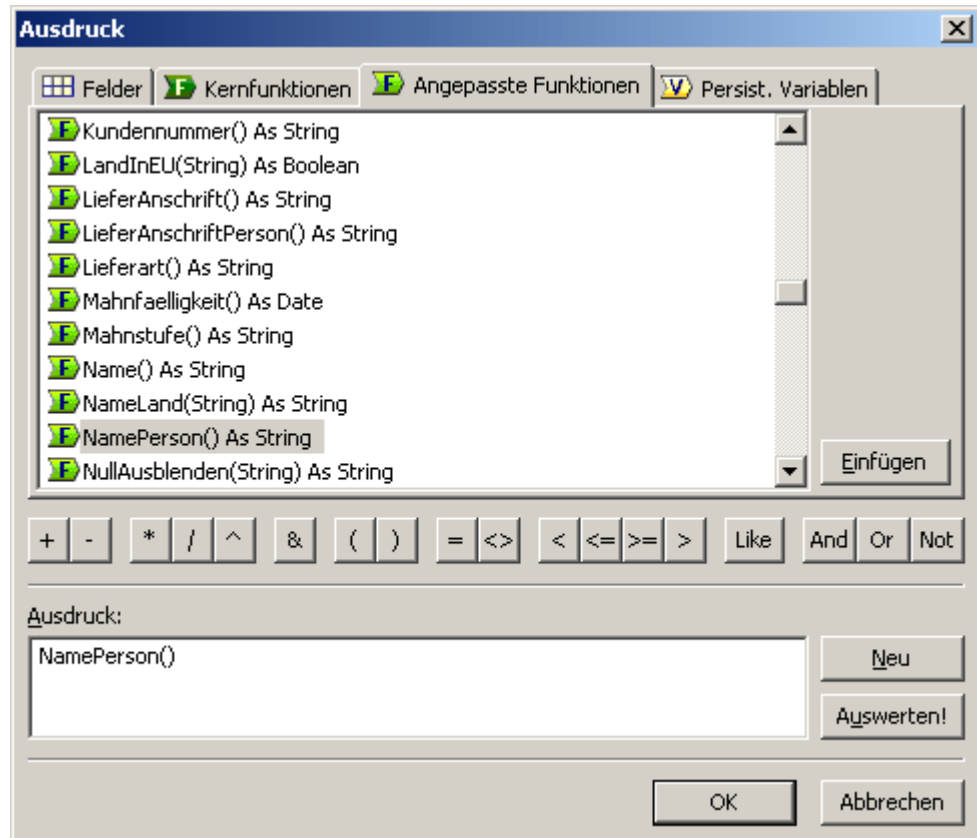 Ausdruck
Felder Kernfunktionen Angepasste Funktionen Persist. Variablen
Kundennummer() As String
LandInEU(String) As Boolean
LieferAnschrift() As String
LieferAnschriftPerson() As String
Lieferart() As String
Mahnfaelligkeit() As Date
Mahnstufe() As String
Name() As String
NameLand(String) As String
NamePerson() As String
NullAusblenden(String) As String
Einfügen
+ - * / ^ & ( ) = <> < <= >= > Like And Or Not
Ausdruck:
NamePerson()
Neu
Auswerten!
OK Abbrechen